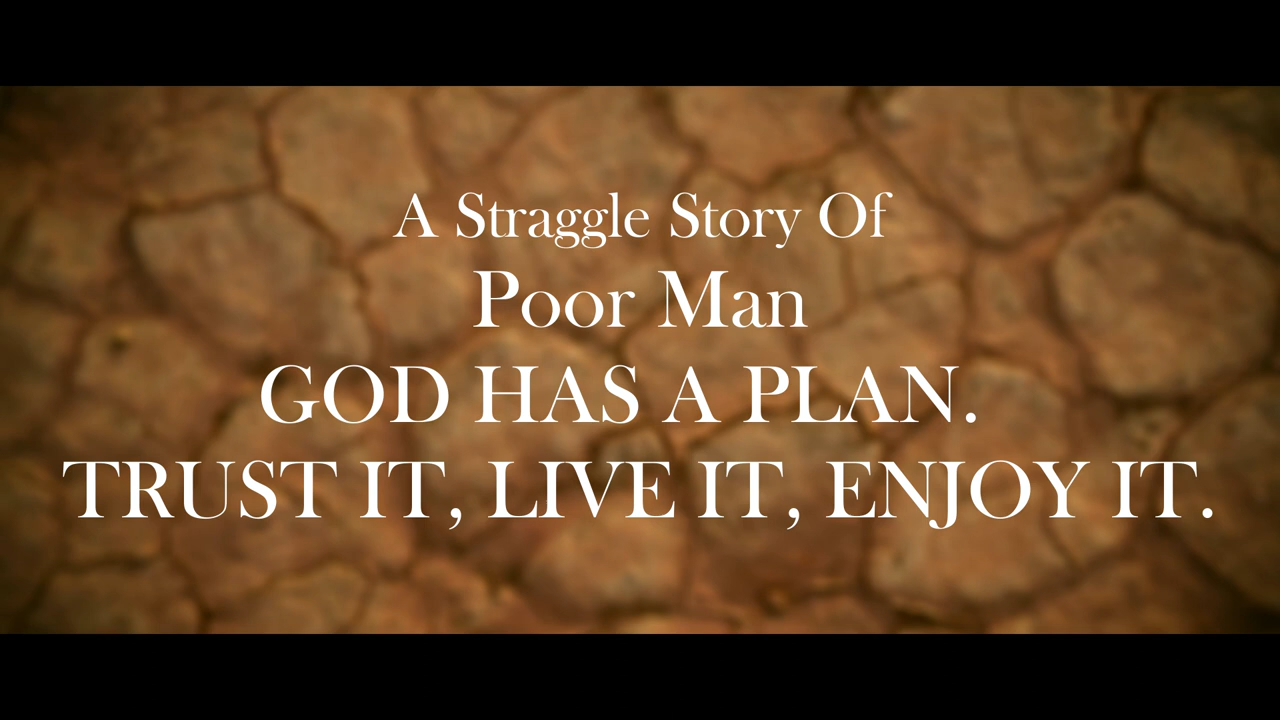 A Straggle Story Of
Poor Man
GOD HAS A PLAN.
TRUST IT, LIVE IT, ENJOY IT.